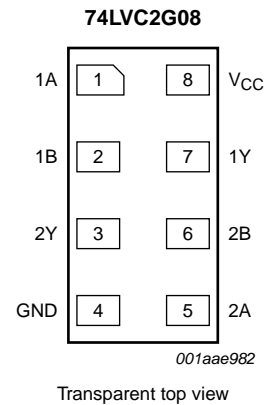 74LVC2G08
1A 1 8 VCC
1B 2 7 1Y
2Y 3 6 2B
GND 4 5 2A
001aae982
Transparent top view